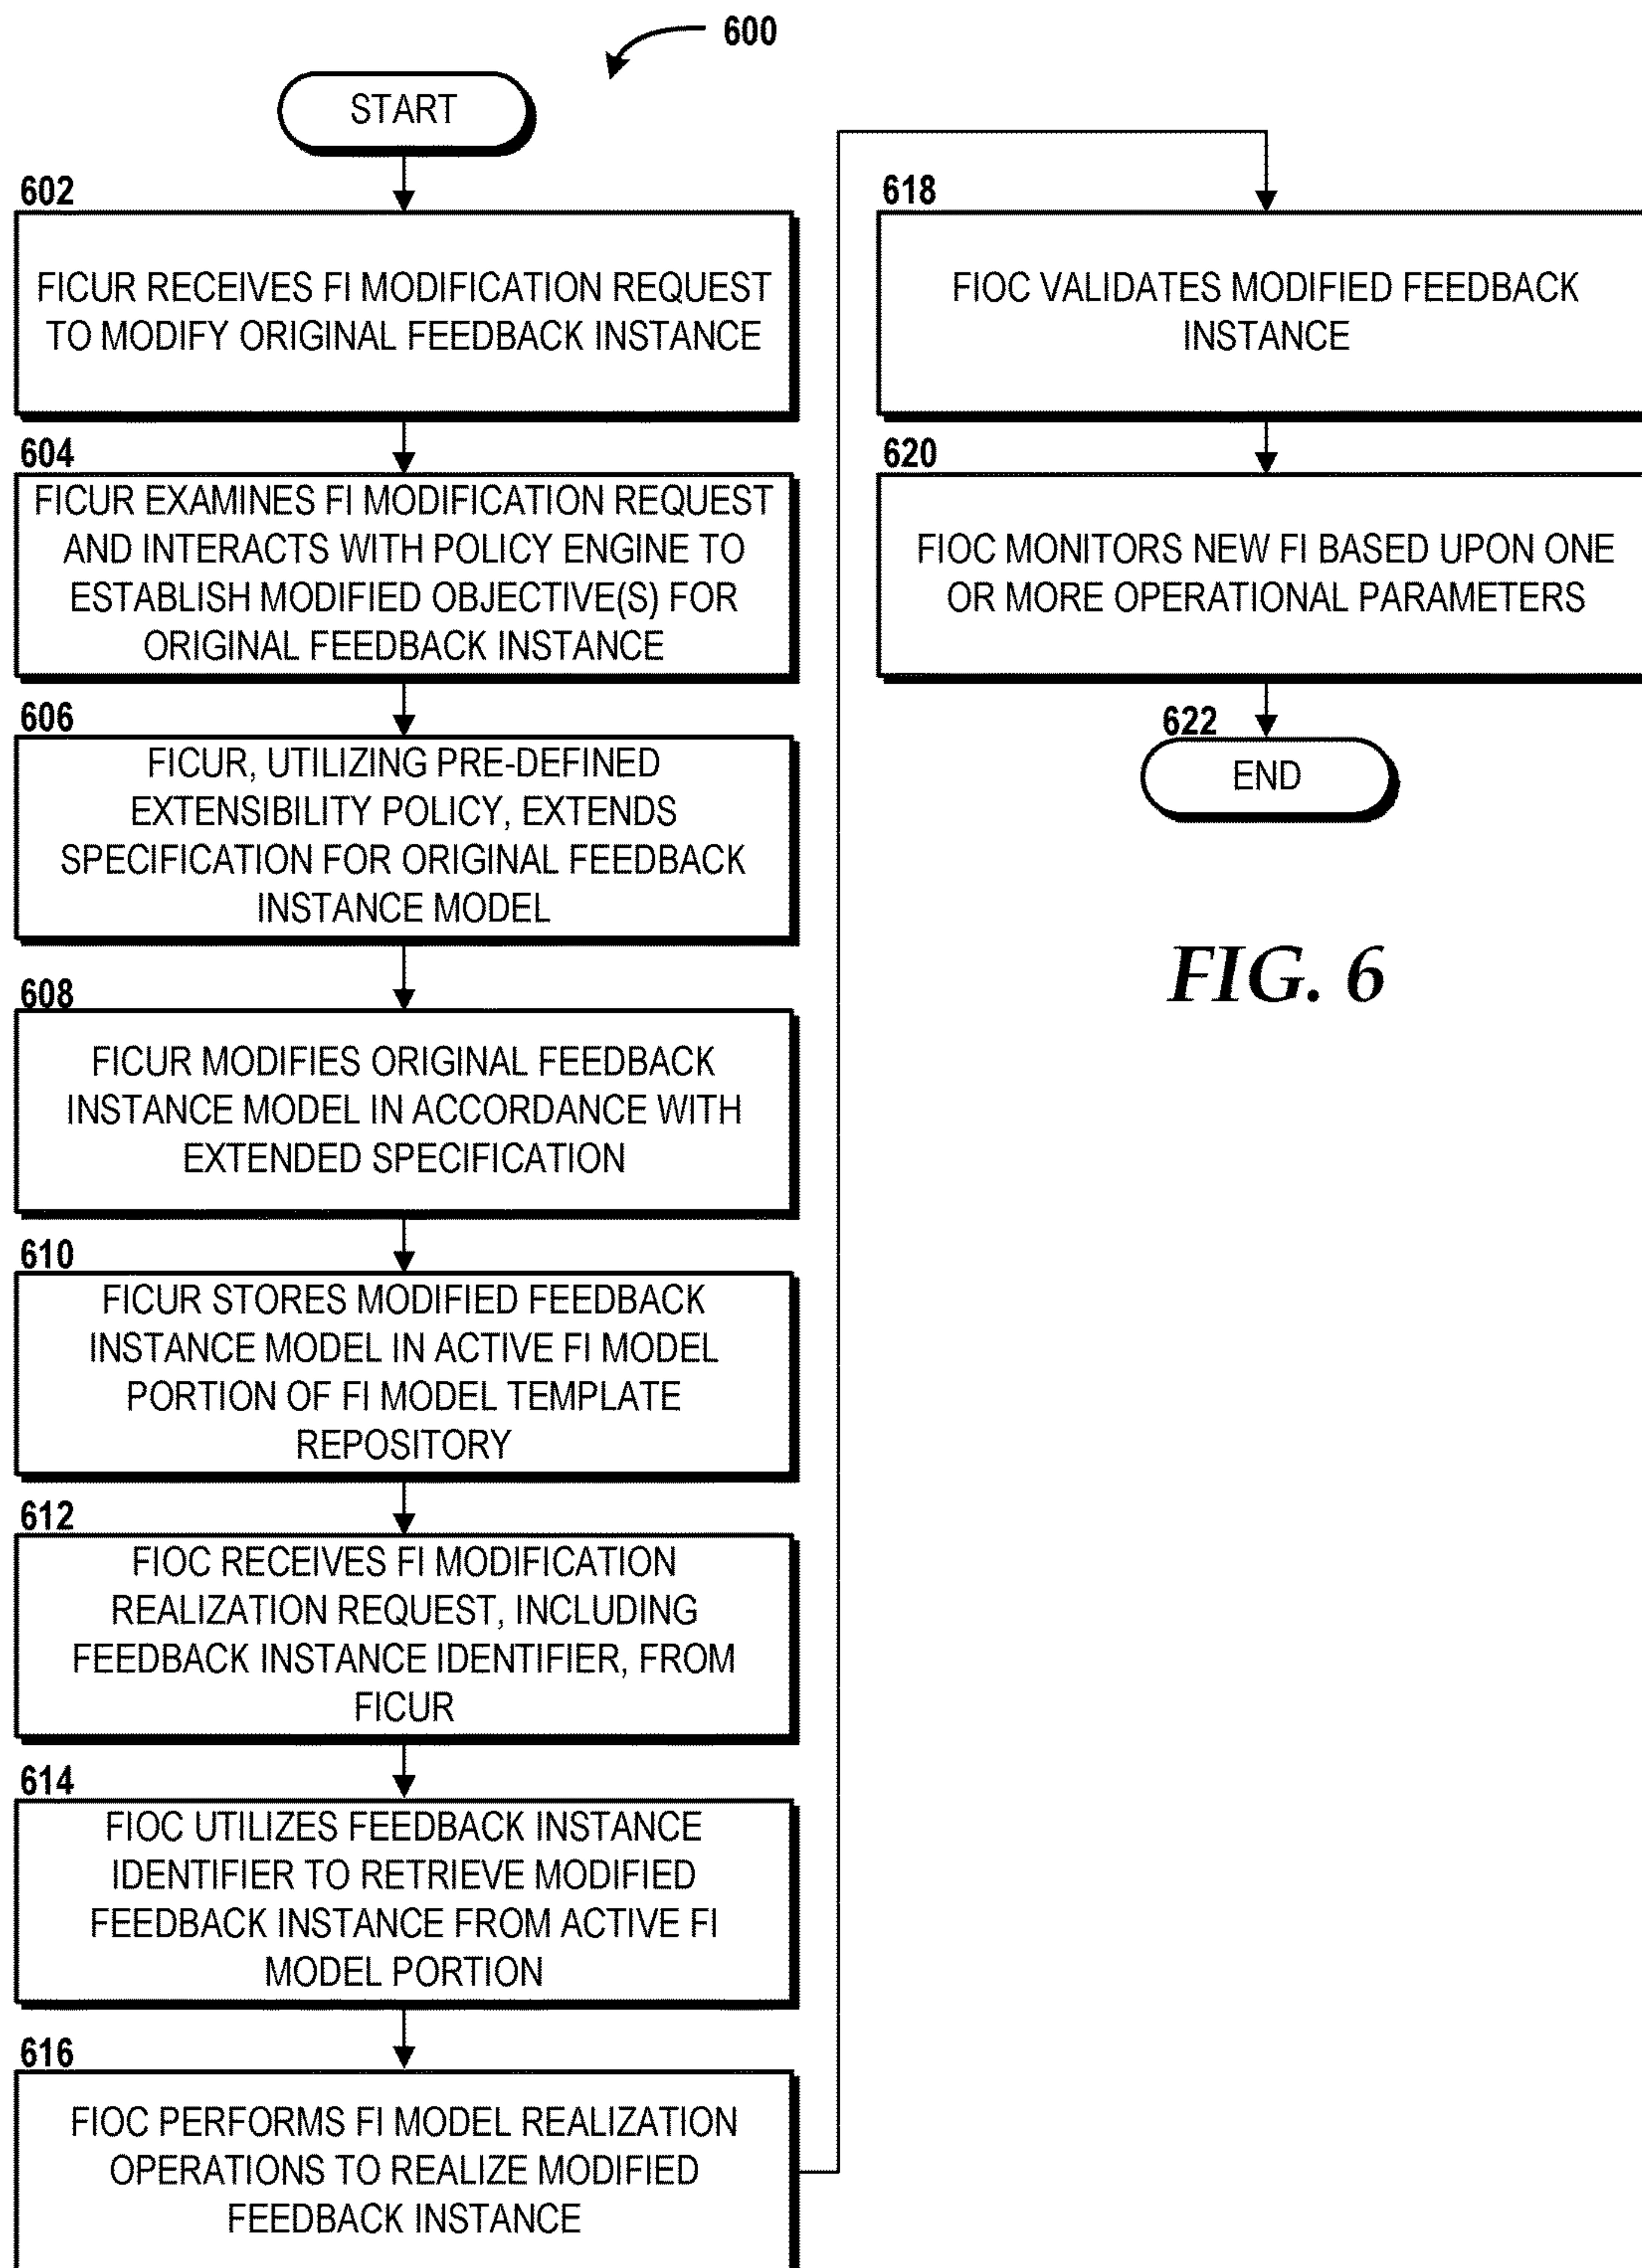 600
START
602
FICUR RECEIVES FI MODIFICATION REQUEST
TO MODIFY ORIGINAL FEEDBACK INSTANCE
604
FICUR EXAMINES FI MODIFICATION REQUEST
AND INTERACTS WITH POLICY ENGINE TO
ESTABLISH MODIFIED OBJECTIVE(S) FOR
ORIGINAL FEEDBACK INSTANCE
606
FICUR, UTILIZING PRE-DEFINED
EXTENSIBILITY POLICY, EXTENDS
SPECIFICATION FOR ORIGINAL FEEDBACK
INSTANCE MODEL
608
FICUR MODIFIES ORIGINAL FEEDBACK
INSTANCE MODEL IN ACCORDANCE WITH
EXTENDED SPECIFICATION
610
FICUR STORES MODIFIED FEEDBACK
INSTANCE MODEL IN ACTIVE FI MODEL
PORTION OF FI MODEL TEMPLATE
REPOSITORY
612
FIOC RECEIVES FI MODIFICATION
REALIZATION REQUEST, INCLUDING
FEEDBACK INSTANCE IDENTIFIER, FROM
FICUR
614
FIOC UTILIZES FEEDBACK INSTANCE
IDENTIFIER TO RETRIEVE MODIFIED
FEEDBACK INSTANCE FROM ACTIVE FI
MODEL PORTION
616
FIOC PERFORMS FI MODEL REALIZATION
OPERATIONS TO REALIZE MODIFIED
FEEDBACK INSTANCE
618
FIOC VALIDATES MODIFIED FEEDBACK
INSTANCE
620
FIOC MONITORS NEW FI BASED UPON ONE
OR MORE OPERATIONAL PARAMETERS
622
END
FIG. 6